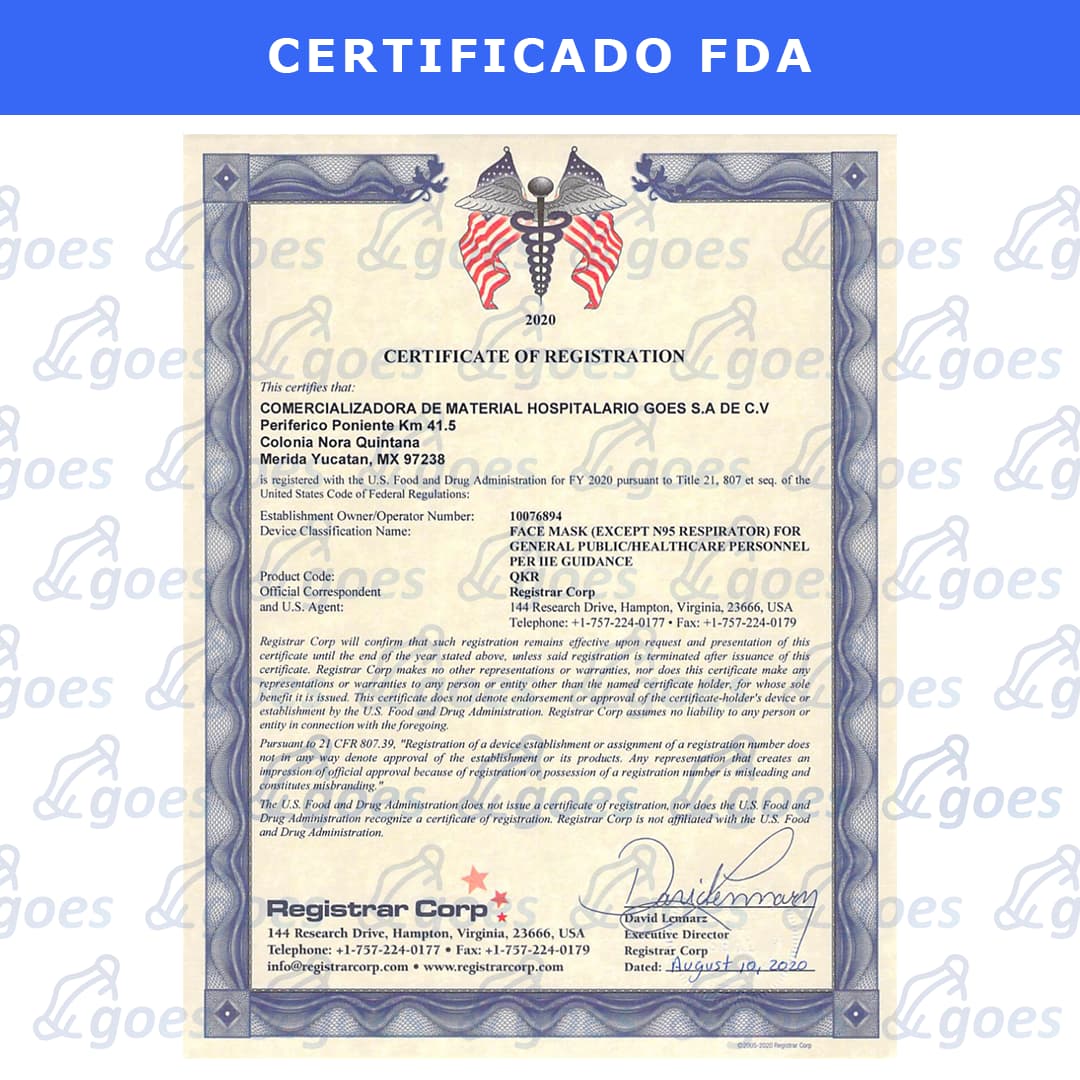 CERTIFICADO FDA
2020
CERTIFICATE OF REGISTRATION
This certifies that:
COMERCIALIZADORA DE MATERIAL HOSPITALARIO GOES S.A DE C.V
Periferico Poniente Km 41.5
Colonia Nora Quintana
Merida Yucatan, MX 97238
is registered with the U.S. Food and Drug Administration for FY 2020 pursuant to Title 21, 807 et seq. of the
United States Code of Federal Regulations:
Establishment Owner/Operator Number: 10076894
Device Classification Name: FACE MASK (EXCEPT N95 RESPIRATOR) FOR
GENERAL PUBLIC/HEALTHCARE PERSONNEL
PER IIE GUIDANCE
Product Code: QKR
Official Correspondent Registrar Corp
and U.S. Agent: 144 Research Drive, Hampton, Virginia, 23666, USA
Telephone: +1-757-224-0177 • Fax: +1-757-224-0179
Registrar Corp will confirm that such registration remains effective upon request and presentation of this
certificate until the end of the year stated above, unless said registration is terminated after issuance of this
certificate. Registrar Corp makes no other representations or warranties, nor does this certificate make any
representations or warranties to any person or entity other than the named certificate holder, for whose sole
benefit it is issued. This certificate does not denote endorsement or approval of the certificate-holder's device or
establishment by the U.S. Food and Drug Administration. Registrar Corp assumes no liability to any person or
entity in connection with the foregoing.
Pursuant to 21 CFR 807.39, "Registration of a device establishment or assignment of a registration number does
not in any way denote approval of the establishment or its products. Any representation that creates an
impression of official approval because of registration or possession of a registration number is misleading and
constitutes misbranding."
The U.S. Food and Drug Administration does not issue a certificate of registration, nor does the U.S. Food and
Drug Administration recognize a certificate of registration. Registrar Corp is not affiliated with the U.S. Food
and Drug Administration.
Registrar Corp
144 Research Drive, Hampton, Virginia, 23666, USA
Telephone: +1-757-224-0177 • Fax: +1-757-224-0179
info@registrarcorp.com • www.registrarcorp.com
David Lennarz
Executive Director
Registrar Corp
Dated: August 10, 2020
©2005-2020 Registrar Corp
goes